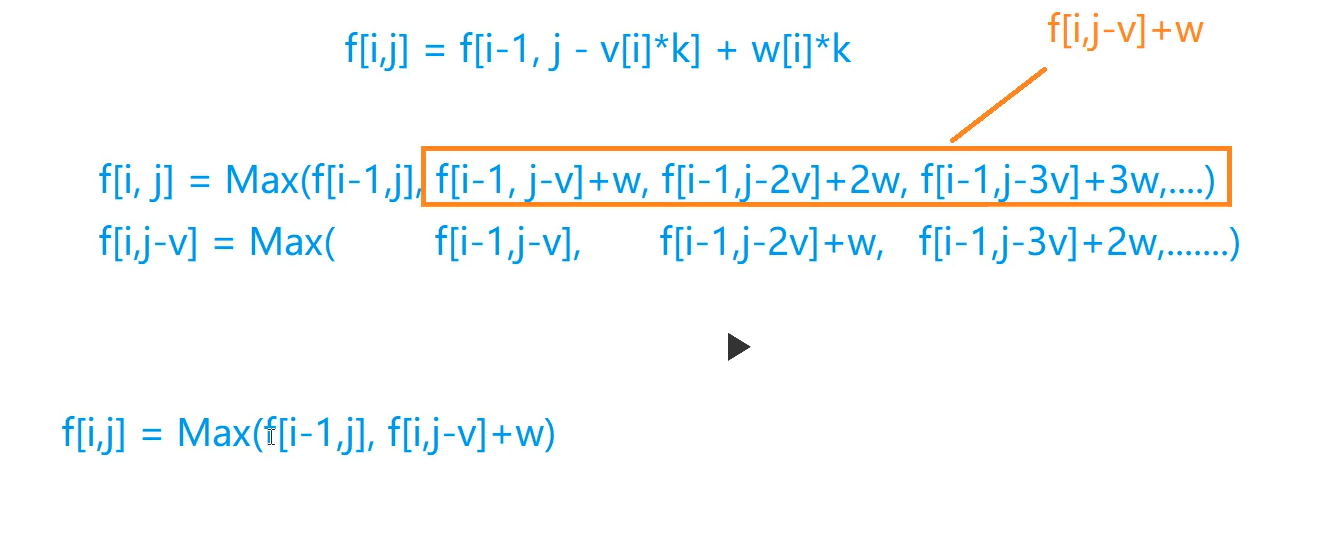 f[i,j-v]+w
f[i,j] = f[i-1, j - v[i]*k] + w[i]*k
f[i, j] = Max(f[i-1,j], f[i-1, j-v]+w, f[i-1,j-2v]+2w, f[i-1,j-3v]+3w,....)
f[i,j-v] = Max( f[i-1,j-v], f[i-1,j-2v]+w, f[i-1,j-3v]+2w,.......)
f[i,j] = Max(f[i-1,j], f[i,j-v]+w)